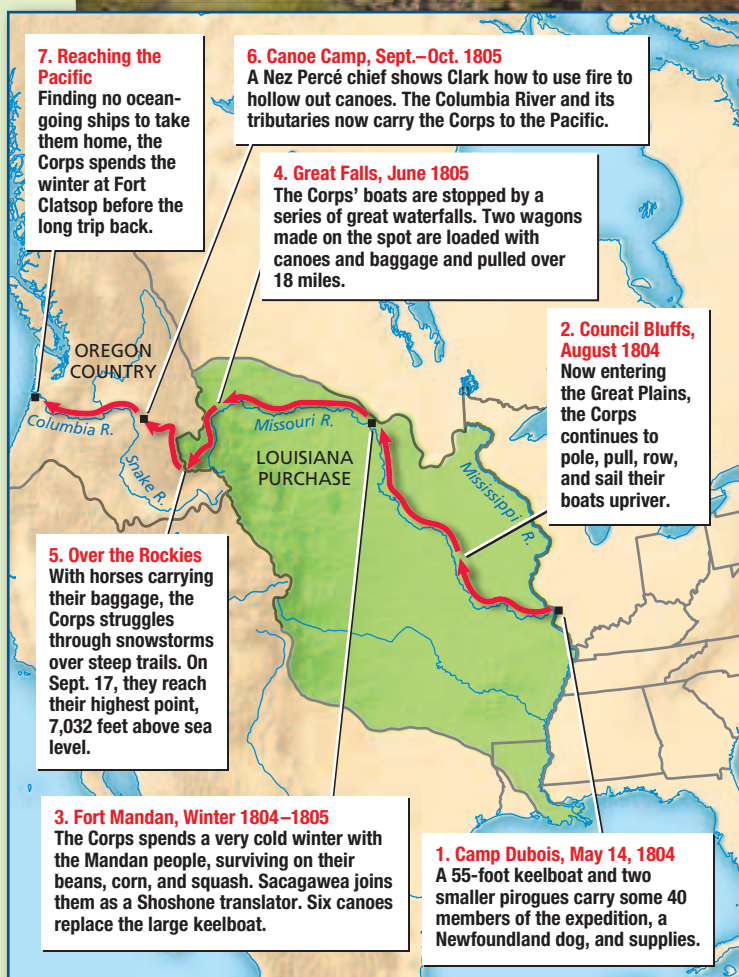 7. Reaching the
Pacific
Finding no ocean-
going ships to take
them home, the
Corps spends the
winter at Fort
Clatsop before the
long trip back.
6. Canoe Camp, Sept.–Oct. 1805
A Nez Percé chief shows Clark how to use fire to
hollow out canoes. The Columbia River and its
tributaries now carry the Corps to the Pacific.
4. Great Falls, June 1805
The Corps' boats are stopped by a
series of great waterfalls. Two wagons
made on the spot are loaded with
canoes and baggage and pulled over
18 miles.
2. Council Bluffs,
August 1804
Now entering
the Great Plains,
the Corps
continues to
pole, pull, row,
and sail their
boats upriver.
OREGON
COUNTRY
Columbia R.
Snake R.
Missouri R.
LOUISIANA
PURCHASE
Mississippi R.
5. Over the Rockies
With horses carrying
their baggage, the
Corps struggles
through snowstorms
over steep trails. On
Sept. 17, they reach
their highest point,
7,032 feet above sea
level.
3. Fort Mandan, Winter 1804–1805
The Corps spends a very cold winter with
the Mandan people, surviving on their
beans, corn, and squash. Sacagawea joins
them as a Shoshone translator. Six canoes
replace the large keelboat.
1. Camp Dubois, May 14, 1804
A 55-foot keelboat and two
smaller pirogues carry some 40
members of the expedition, a
Newfoundland dog, and supplies.